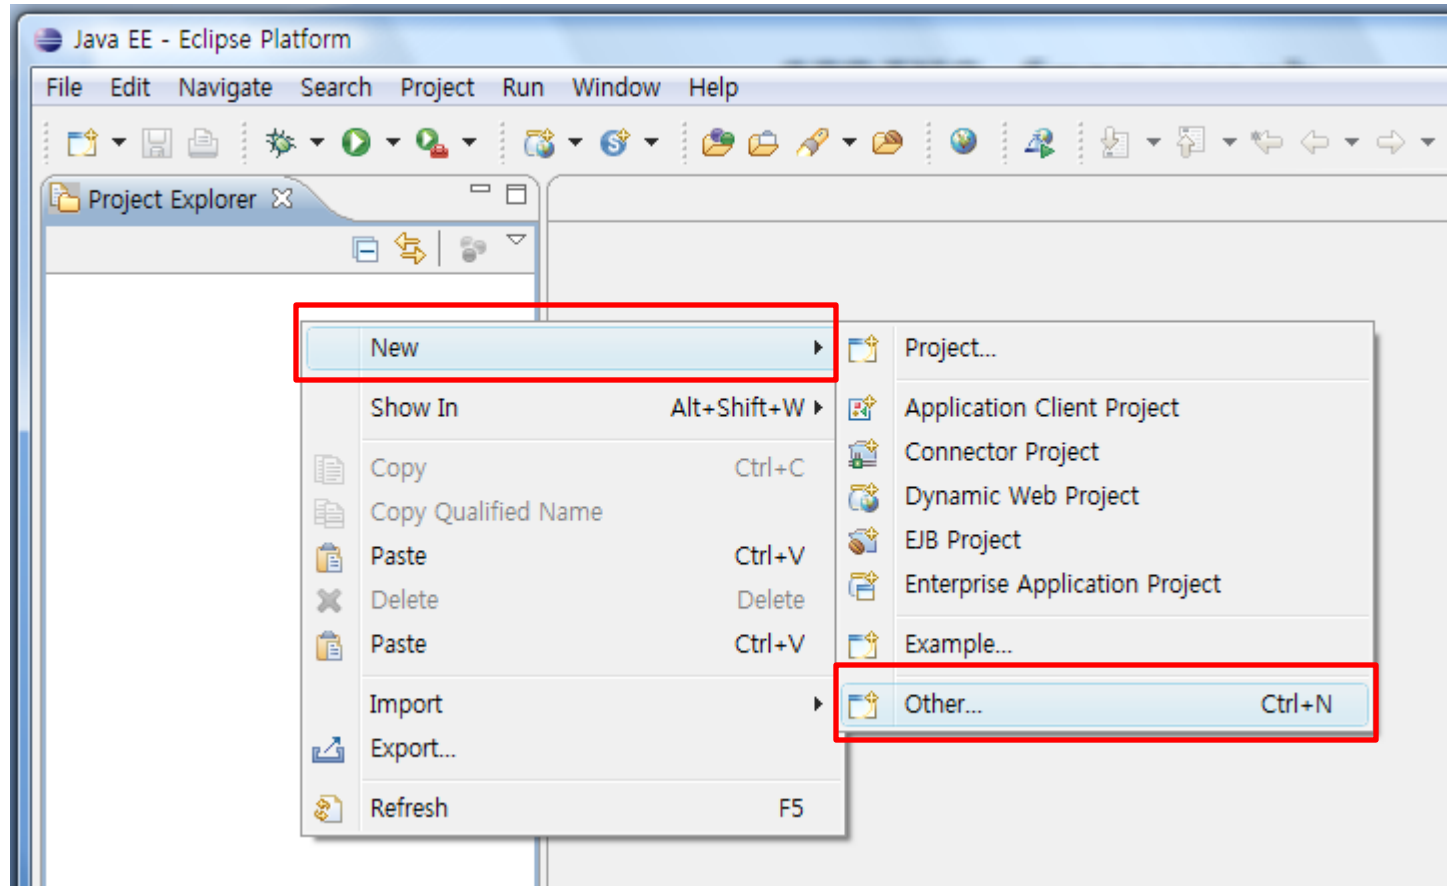 Java EE - Eclipse Platform
File Edit Navigate Search Project Run Window Help
Project Explorer
New
Show In Alt+Shift+W
Copy Ctrl+C
Copy Qualified Name
Paste Ctrl+V
Delete Delete
Paste Ctrl+V
Import
Export...
Refresh F5
Project...
Application Client Project
Connector Project
Dynamic Web Project
EJB Project
Enterprise Application Project
Example...
Other... Ctrl+N